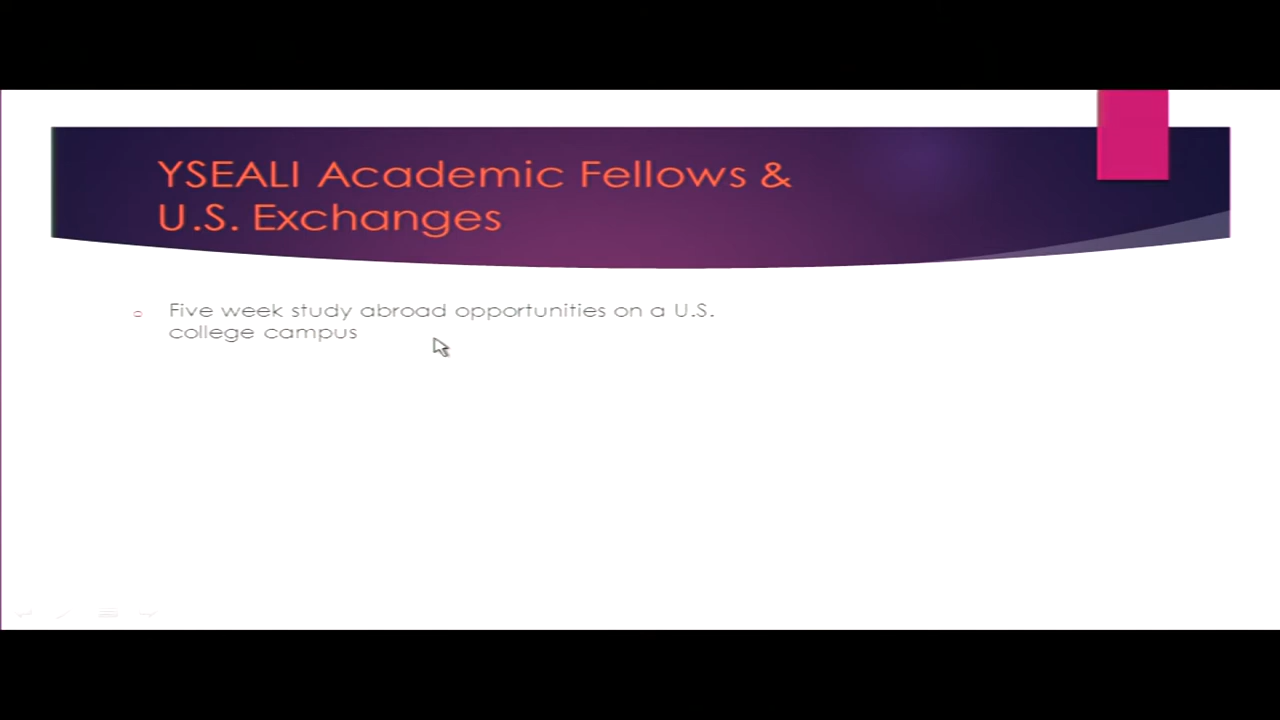 YSEALI Academic Fellows &
U.S. Exchanges
Five week study abroad opportunities on a U.S.
college campus